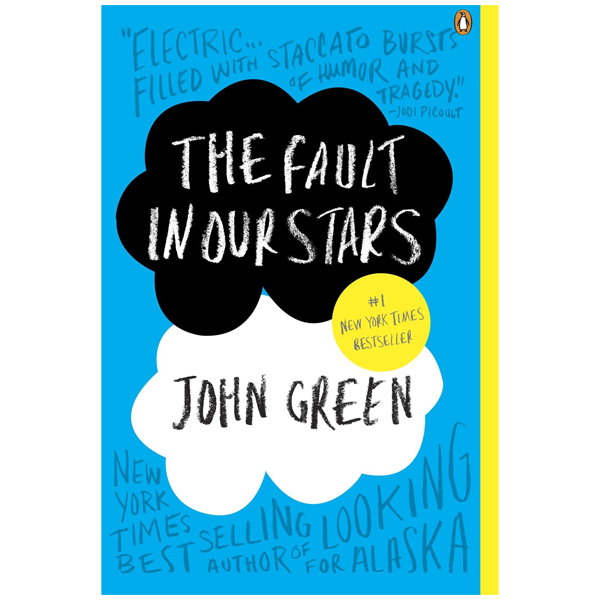 "ELECTRIC...
FILLED WITH STACCATO BURSTS
OF HUMOR AND
TRAGEDY."
—JODI PICOULT
THE FAULT
IN OUR STARS
#1
NEW YORK TIMES
BESTSELLER
JOHN GREEN
NEW
YORK
TIMES
BESTSELLING
AUTHOR OF
LOOKING
FOR ALASKA